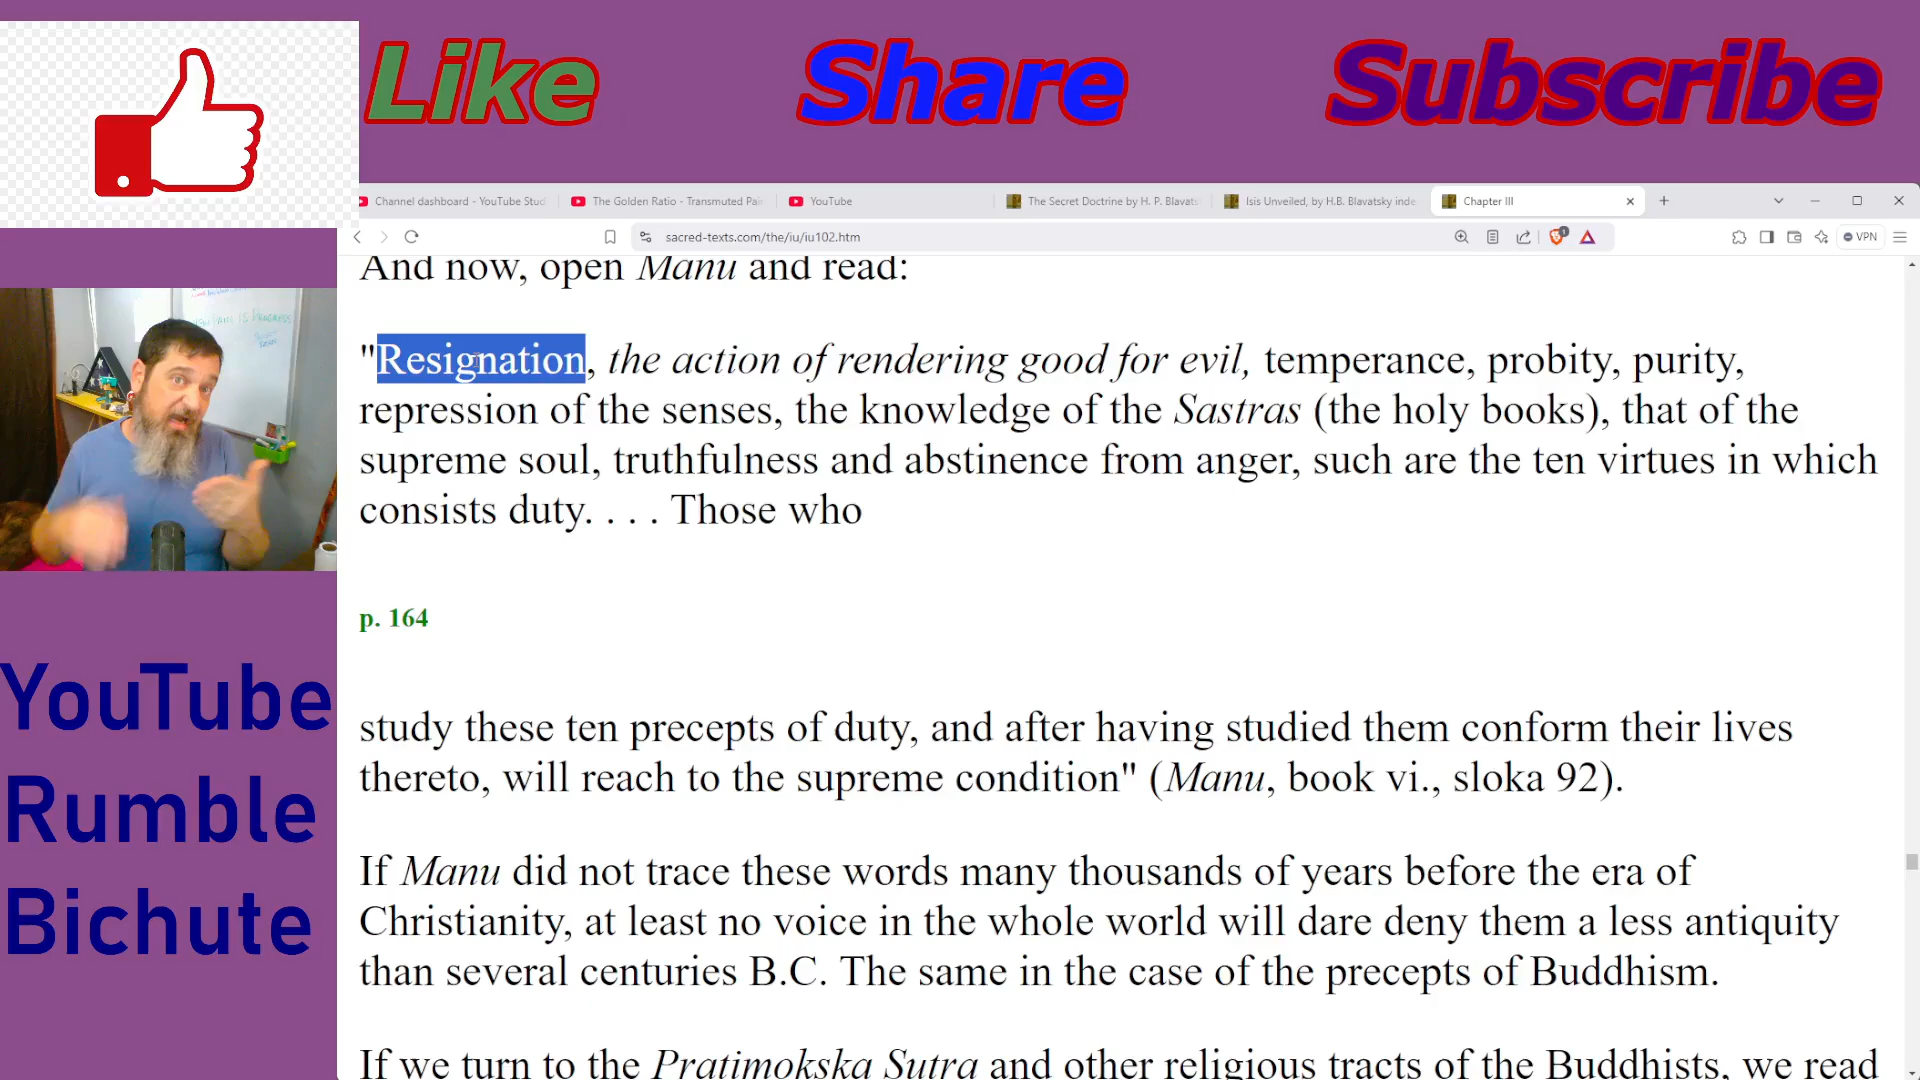 Like Share Subscribe
Channel dashboard - YouTube Stud
The Golden Ratio - Transmuted Pai
YouTube
The Secret Doctrine by H. P. Blavats
Isis Unveiled, by H.B. Blavatsky inde
Chapter III
sacred-texts.com/the/iu/iu102.htm
1
VPN
And now, open Manu and read:
"Resignation, the action of rendering good for evil, temperance, probity, purity,
repression of the senses, the knowledge of the Sastras (the holy books), that of the
supreme soul, truthfulness and abstinence from anger, such are the ten virtues in which
consists duty. . . . Those who
p. 164
study these ten precepts of duty, and after having studied them conform their lives
thereto, will reach to the supreme condition" (Manu, book vi., sloka 92).
If Manu did not trace these words many thousands of years before the era of
Christianity, at least no voice in the whole world will dare deny them a less antiquity
than several centuries B.C. The same in the case of the precepts of Buddhism.
If we turn to the Pratimokska Sutra and other religious tracts of the Buddhists, we read
YouTube
Rumble
Bichute